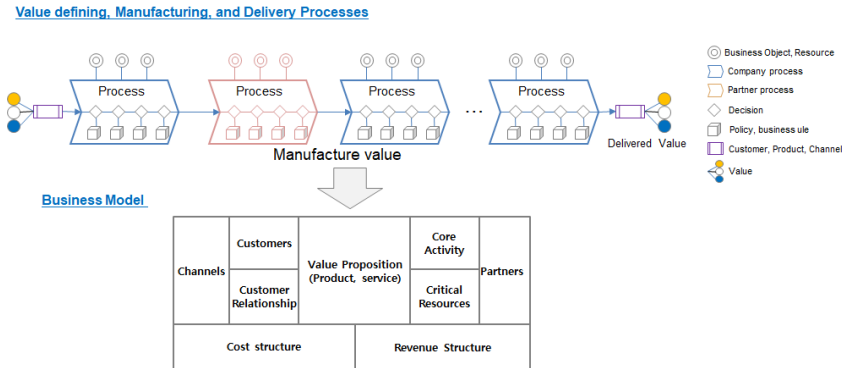 Value defining, Manufacturing, and Delivery Processes
Process
Process
Process
...
Process
Manufacture value
Delivered Value
Business Object, Resource
Company process
Partner process
Decision
Policy, business ule
Customer, Product, Channel
Value
Business Model
Channels
Customers
Customer
Relationship
Value Proposition
(Product, service)
Core
Activity
Critical
Resources
Partners
Cost structure
Revenue Structure